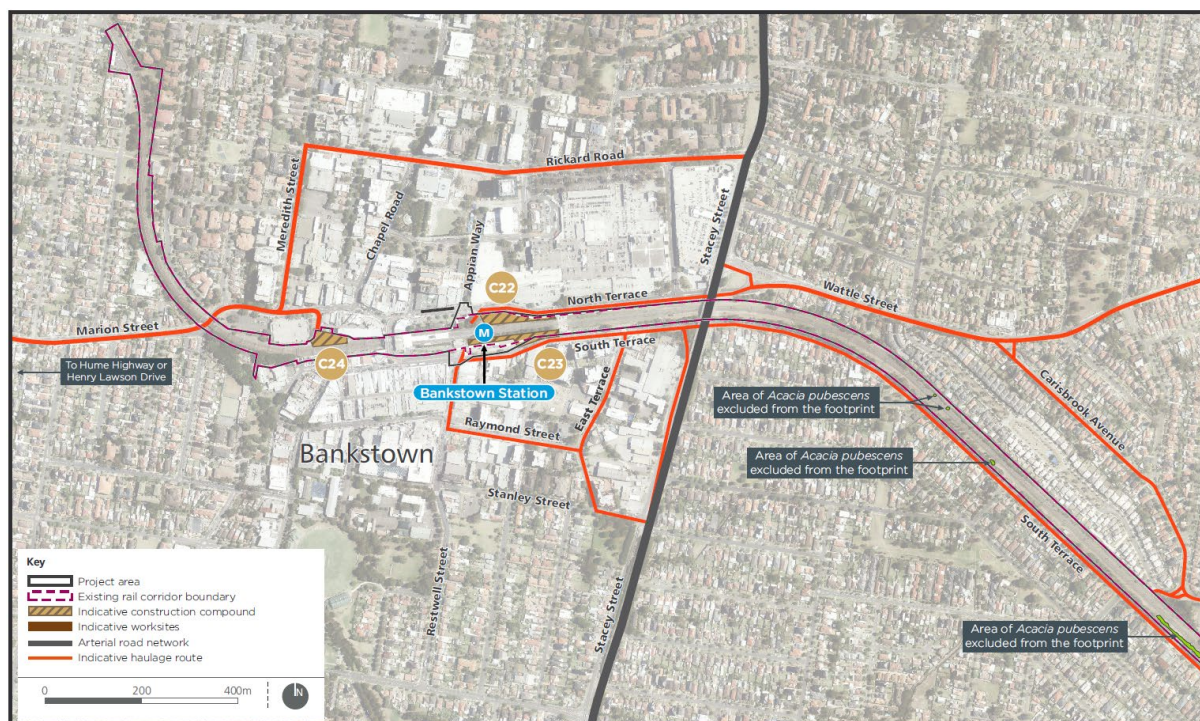 Rickard Road
Meredith Street
Chapel Road
Appian Way
Stacey Street
C22
North Terrace
Wattle Street
Marion Street
M
South Terrace
C24
C23
To Hume Highway or
Henry Lawson Drive
Bankstown Station
East Terrace
Carisbrook Avenue
Area of Acacia pubescens
excluded from the footprint
Raymond Street
Bankstown
Area of Acacia pubescens
excluded from the footprint
Stanley Street
South Terrace
Restwell Street
Stacey Street
Area of Acacia pubescens
excluded from the footprint
Key
Project area
Existing rail corridor boundary
Indicative construction compound
Indicative worksites
Arterial road network
Indicative haulage route
0 200 400m
N